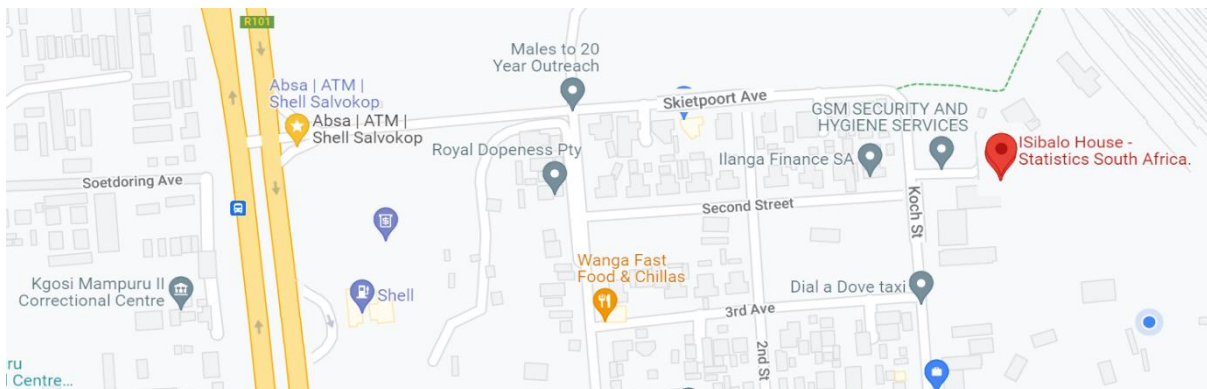 R101
Males to 20
Year Outreach
Absa | ATM |
Shell Salvokop
Absa | ATM |
Shell Salvokop
Skietpoort Ave
GSM SECURITY AND
HYGIENE SERVICES
ISibalo House -
Statistics South Africa.
Royal Dopeness Pty
Ilanga Finance SA
Soetdoring Ave
Second Street
Koch St
Kgosi Mampuru II
Correctional Centre
Shell
Wanga Fast
Food & Chillas
Dial a Dove taxi
3rd Ave
2nd St
ru
l Centre...